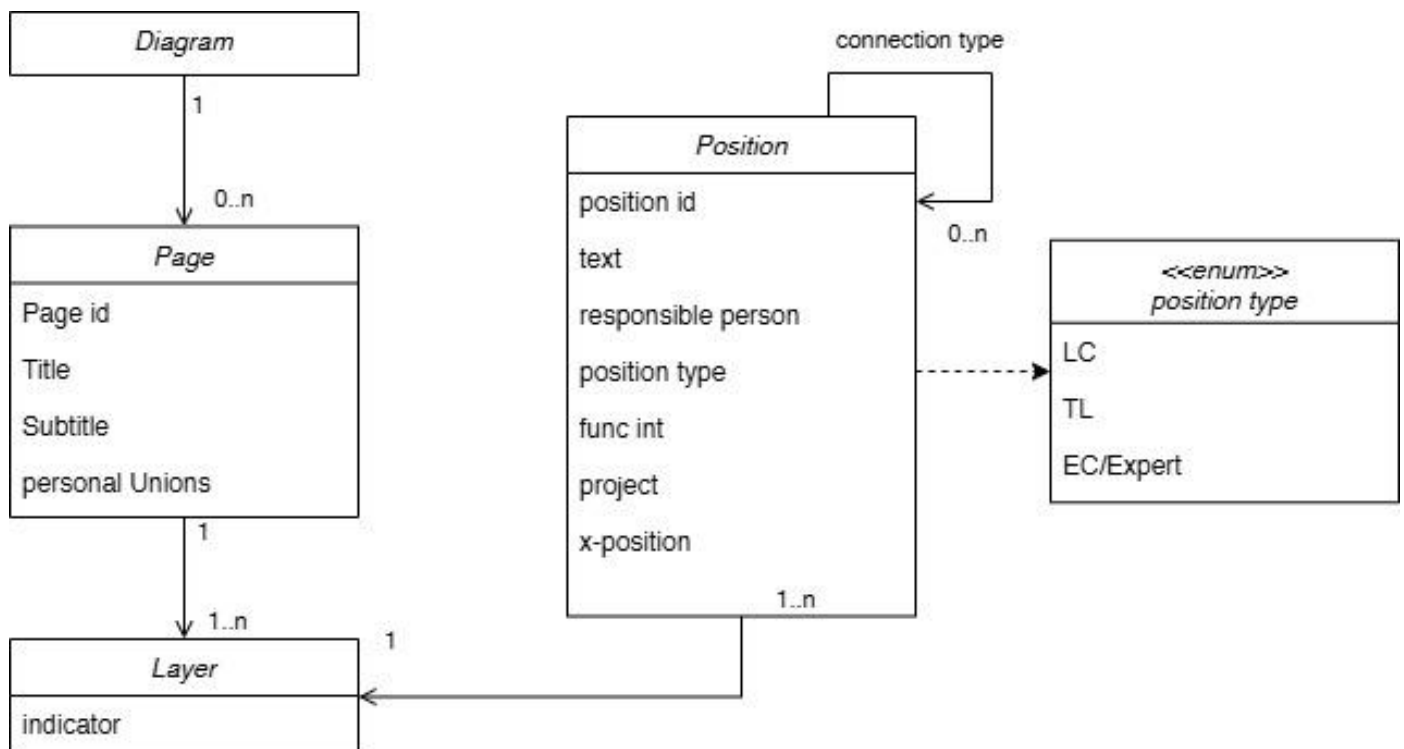 Diagram
1
0..n
Page
Page id
Title
Subtitle
personal Unions
1
1..n
Layer
indicator
connection type
Position
position id
text
responsible person
position type
func int
project
x-position
1..n
1
0..n
<<enum>>
position type
LC
TL
EC/Expert